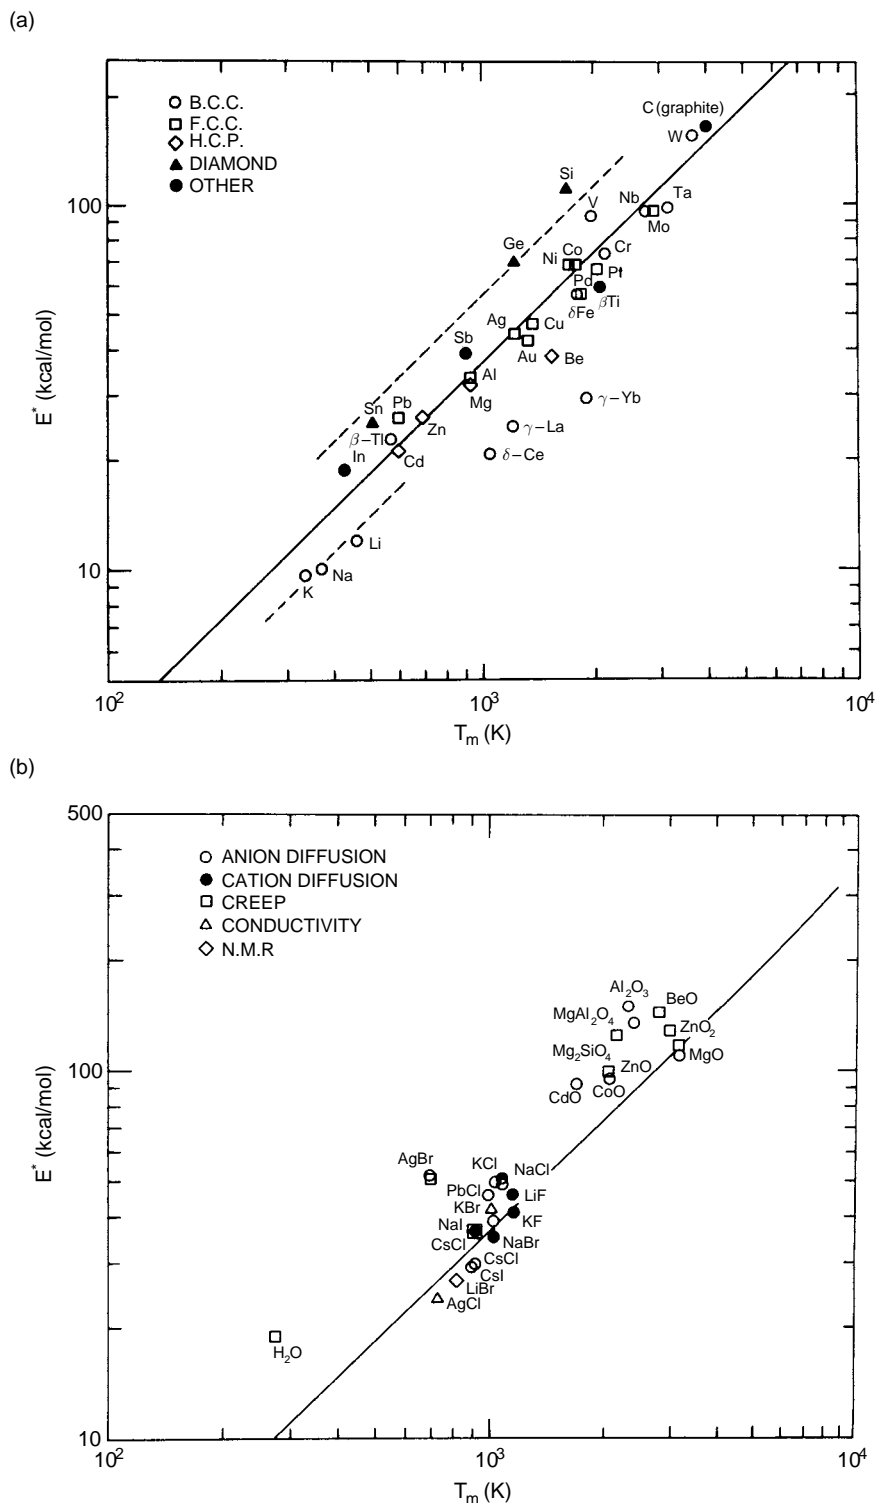 (a)
B.C.C.
F.C.C.
H.C.P.
DIAMOND
OTHER
C (graphite)
W
Si
V
Nb
Ta
Mo
100
Ge
Ni
Co
Cr
Pd
Pt
δFe
βTi
Ag
Cu
Sb
Au
Be
Al
Mg
γ–Yb
Sn
Pb
Zn
β–Tl
γ–La
In
Cd
δ–Ce
Li
10
Na
K
E* (kcal/mol)
10²
10³
10⁴
Tₘ (K)
(b)
500
ANION DIFFUSION
CATION DIFFUSION
CREEP
CONDUCTIVITY
N.M.R
Al₂O₃
BeO
MgAl₂O₄
ZnO₂
Mg₂SiO₄
ZnO
MgO
100
CdO
CoO
AgBr
KCl
NaCl
PbCl
LiF
KBr
NaI
KF
CsCl
NaBr
CsCl
CsI
LiBr
AgCl
H₂O
10
E* (kcal/mol)
10²
10³
10⁴
Tₘ (K)